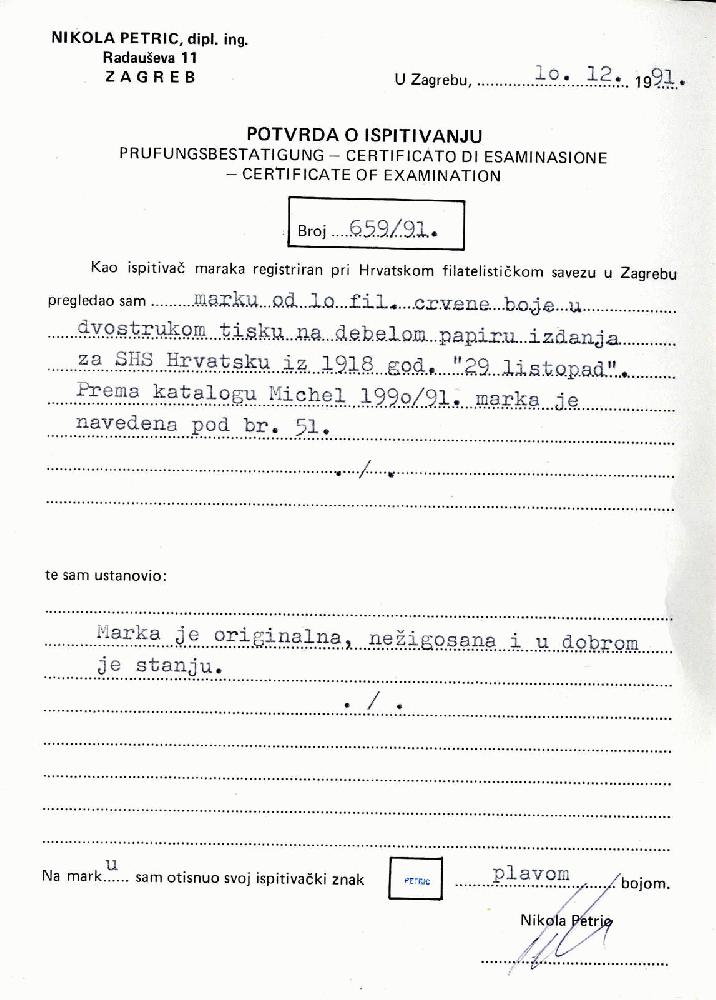 NIKOLA PETRIC, dipl. ing.
Radauševa 11
ZAGREB
U Zagrebu, lo. 12. 1991.
POTVRDA O ISPITIVANJU
PRUFUNGSBESTATIGUNG – CERTIFICATO DI ESAMINASIONE
– CERTIFICATE OF EXAMINATION
Broj 659/91.
Kao ispitivač maraka registriran pri Hrvatskom filatelističkom savezu u Zagrebu
pregledao sam marku od lo fil. crvene boje u
dvostrukom tisku na debelom papiru izdanja
za SHS Hrvatsku iz 1918 god. "29 listopad".
Prema katalogu Michel 199o/91. marka je
navedena pod br. 51.
./.
te sam ustanovio:
Marka je originalna, nežigosana i u dobrom
je stanju.
./.
Na marku sam otisnuo svoj ispitivački znak PETRIC plavom bojom.
Nikola Petric